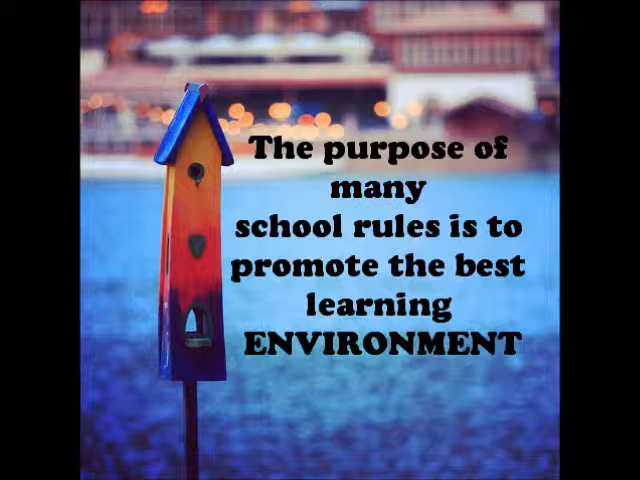 The purpose of
many
school rules is to
promote the best
learning
ENVIRONMENT